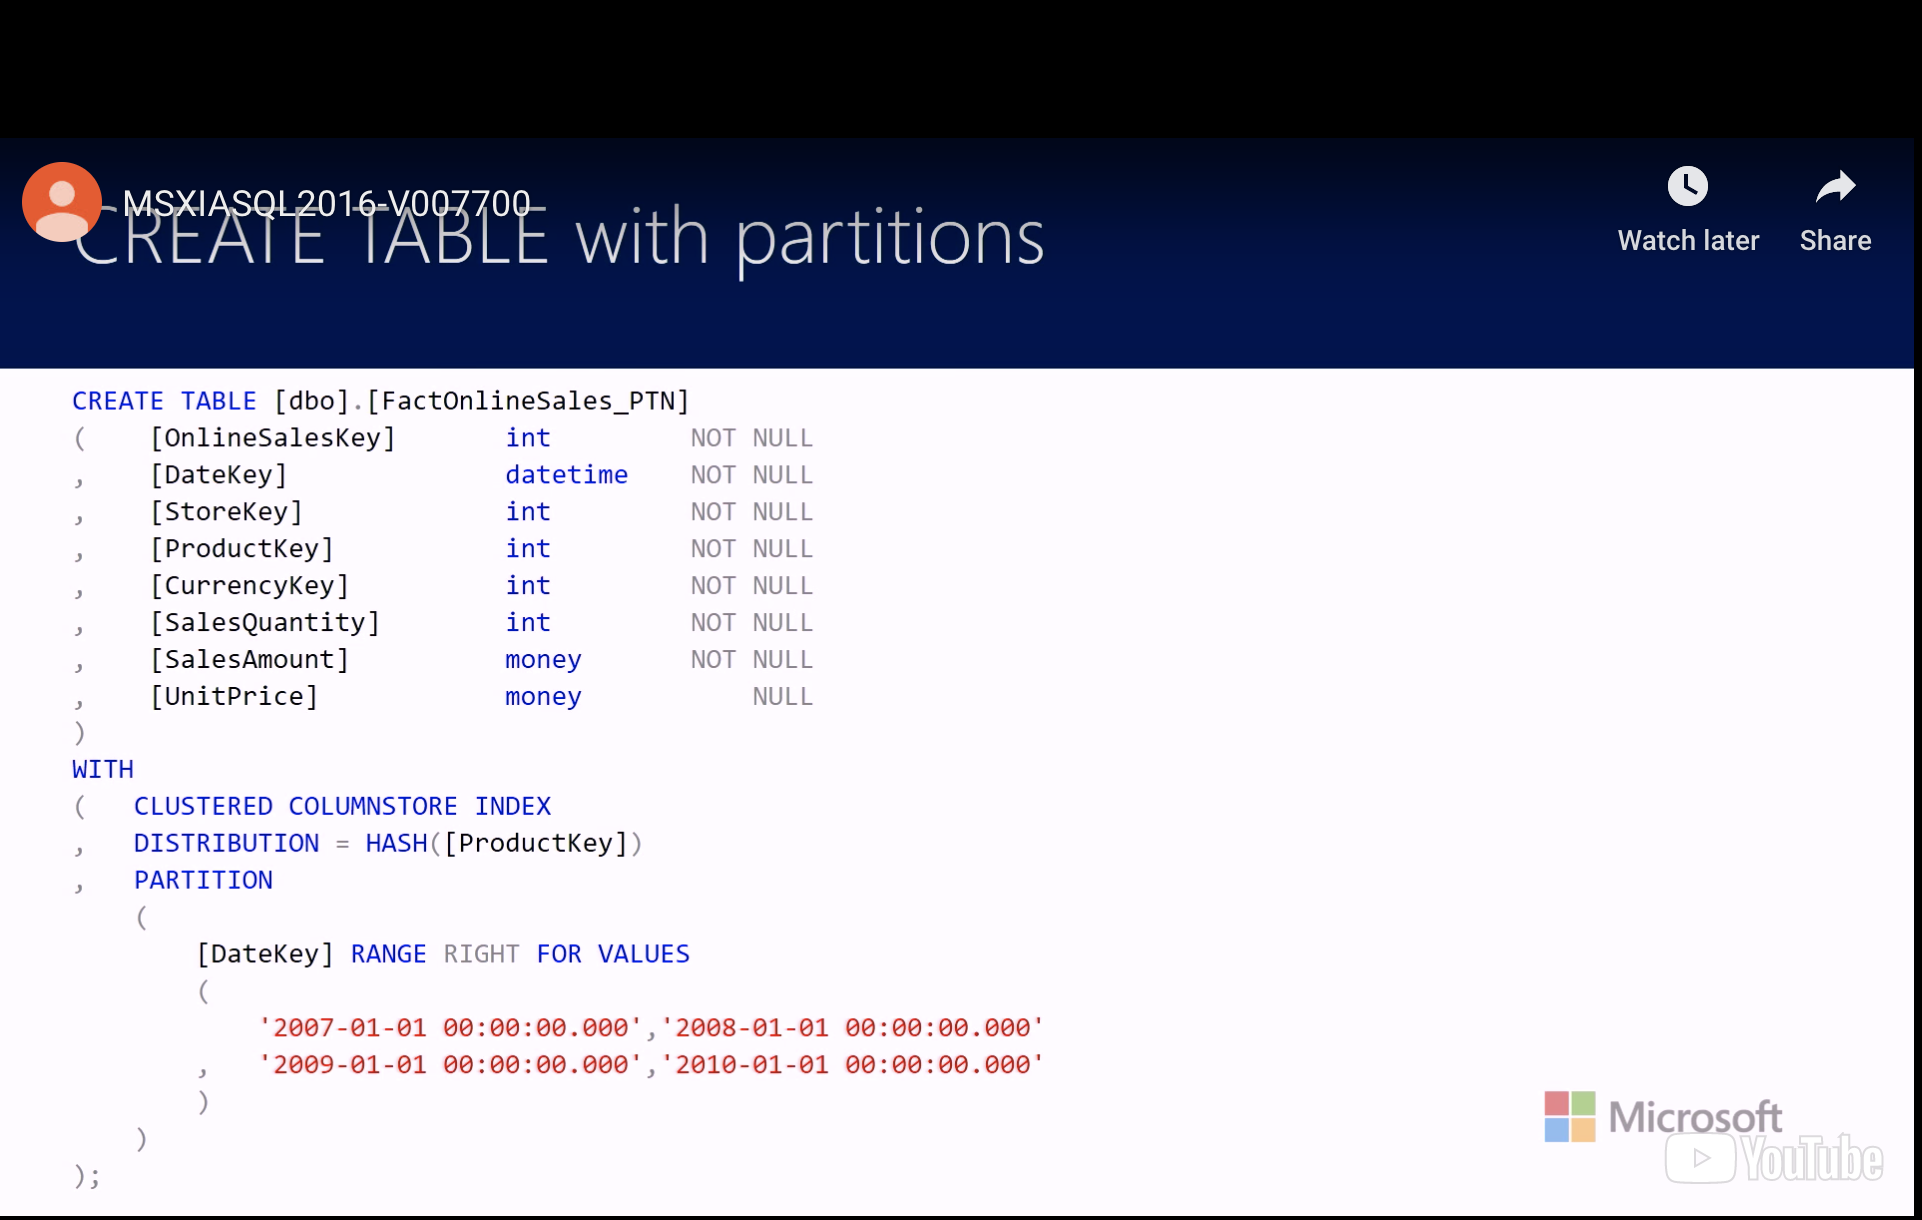 MSXIASQL2016-V007700
CREATE TABLE with partitions
Watch later
Share
CREATE TABLE [dbo].[FactOnlineSales_PTN]
(    [OnlineSalesKey]       int         NOT NULL
,    [DateKey]              datetime    NOT NULL
,    [StoreKey]             int         NOT NULL
,    [ProductKey]           int         NOT NULL
,    [CurrencyKey]          int         NOT NULL
,    [SalesQuantity]        int         NOT NULL
,    [SalesAmount]          money       NOT NULL
,    [UnitPrice]            money           NULL
)
WITH
(   CLUSTERED COLUMNSTORE INDEX
,   DISTRIBUTION = HASH([ProductKey])
,   PARTITION
    (
        [DateKey] RANGE RIGHT FOR VALUES
        (
            '2007-01-01 00:00:00.000','2008-01-01 00:00:00.000'
        ,   '2009-01-01 00:00:00.000','2010-01-01 00:00:00.000'
        )
    )
);
Microsoft
YouTube